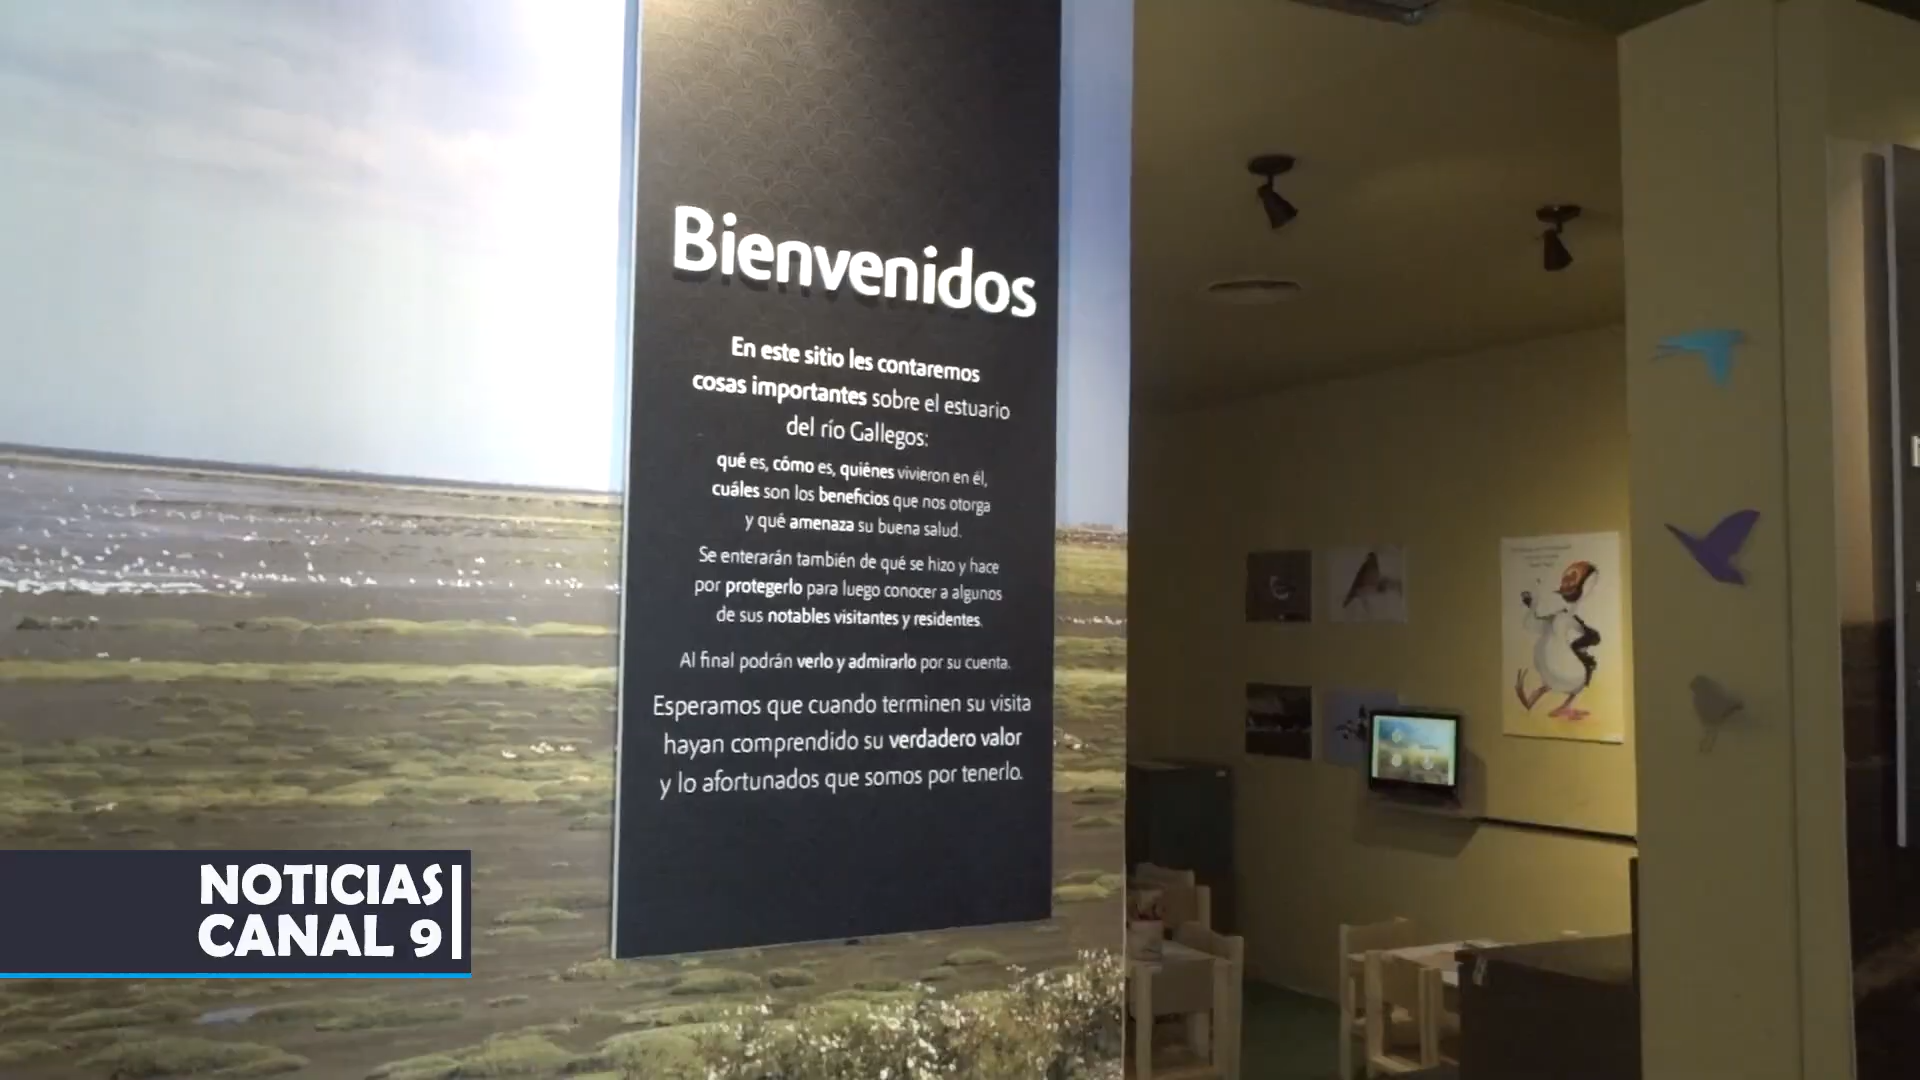 Bienvenidos
En este sitio les contaremos
cosas importantes sobre el estuario
del río Gallegos:
qué es, cómo es, quiénes vivieron en él,
cuáles son los beneficios que nos otorga
y qué amenaza su buena salud.
Se enterarán también de qué se hizo y hace
por protegerlo para luego conocer a algunos
de sus notables visitantes y residentes.
Al final podrán verlo y admirarlo por su cuenta.
Esperamos que cuando terminen su visita
hayan comprendido su verdadero valor
y lo afortunados que somos por tenerlo.
NOTICIAS
CANAL 9